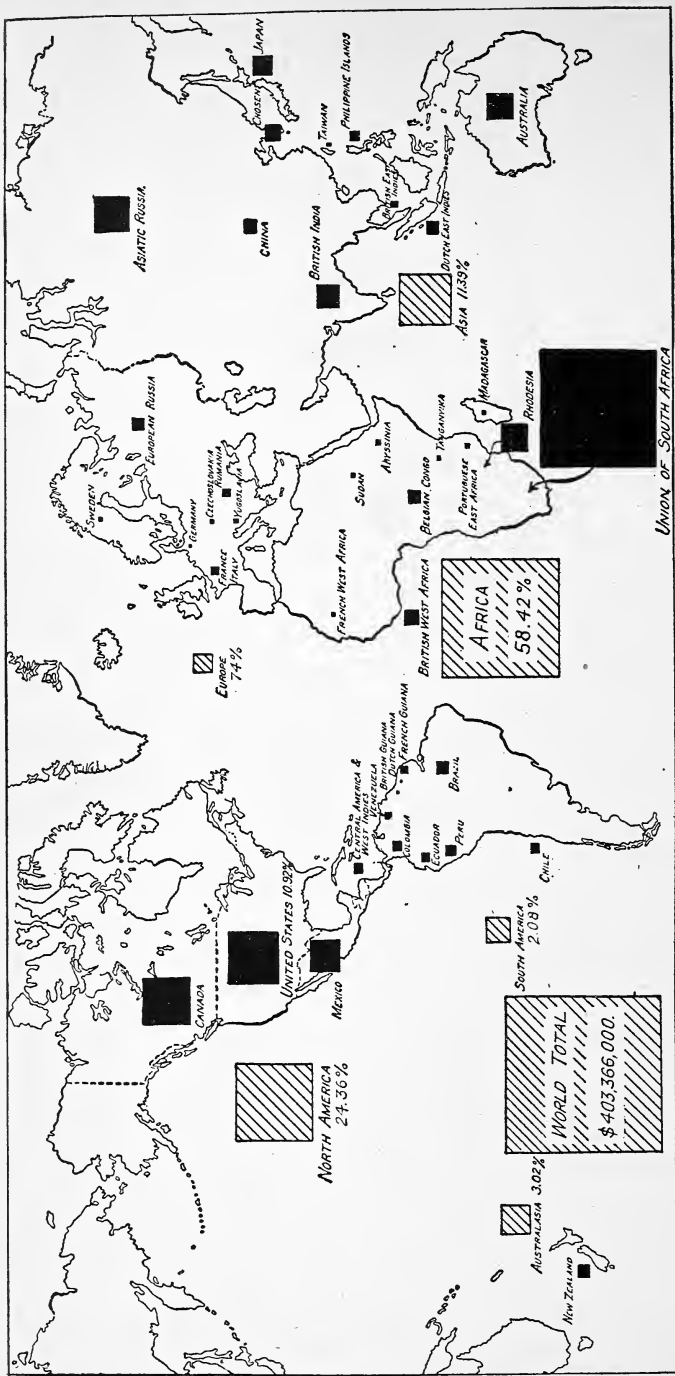 CANADA
UNITED STATES 10.92%
MEXICO
NORTH AMERICA
24.36%
CENTRAL AMERICA &
WEST INDIES
VENEZUELA
BRITISH GUIANA
DUTCH GUIANA
FRENCH GUIANA
COLOMBIA
ECUADOR
PERU
BRAZIL
CHILE
SOUTH AMERICA
2.08%
WORLD TOTAL
$403,366,000.
AUSTRALASIA 3.02%
NEW ZEALAND
EUROPE
.74%
SWEDEN
EUROPEAN RUSSIA
GERMANY
CZECHOSLOVAKIA
RUMANIA
YUGOSLAVIA
FRANCE
ITALY
FRENCH WEST AFRICA
SUDAN
ABYSSINIA
BRITISH WEST AFRICA
BELGIAN CONGO
TANGANYIKA
PORTUGUESE
EAST AFRICA
MADAGASCAR
RHODESIA
AFRICA
58.42%
UNION OF SOUTH AFRICA
ASIATIC RUSSIA.
CHINA
BRITISH INDIA
CHOSEN
JAPAN
TAIWAN
PHILIPPINE ISLANDS
BRITISH EAST
INDIES
DUTCH EAST INDIES
ASIA 11.39%
AUSTRALIA